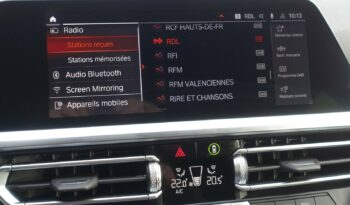 RDL
10:13
Radio
Stations reçues
Stations mémorisées
Audio Bluetooth
Screen Mirroring
Appareils mobiles
RCF HAUTS-DE-FR
RDL
RFI
RFM
RFM VALENCIENNES
RIRE ET CHANSONS
22.0°
20.5°
A/C